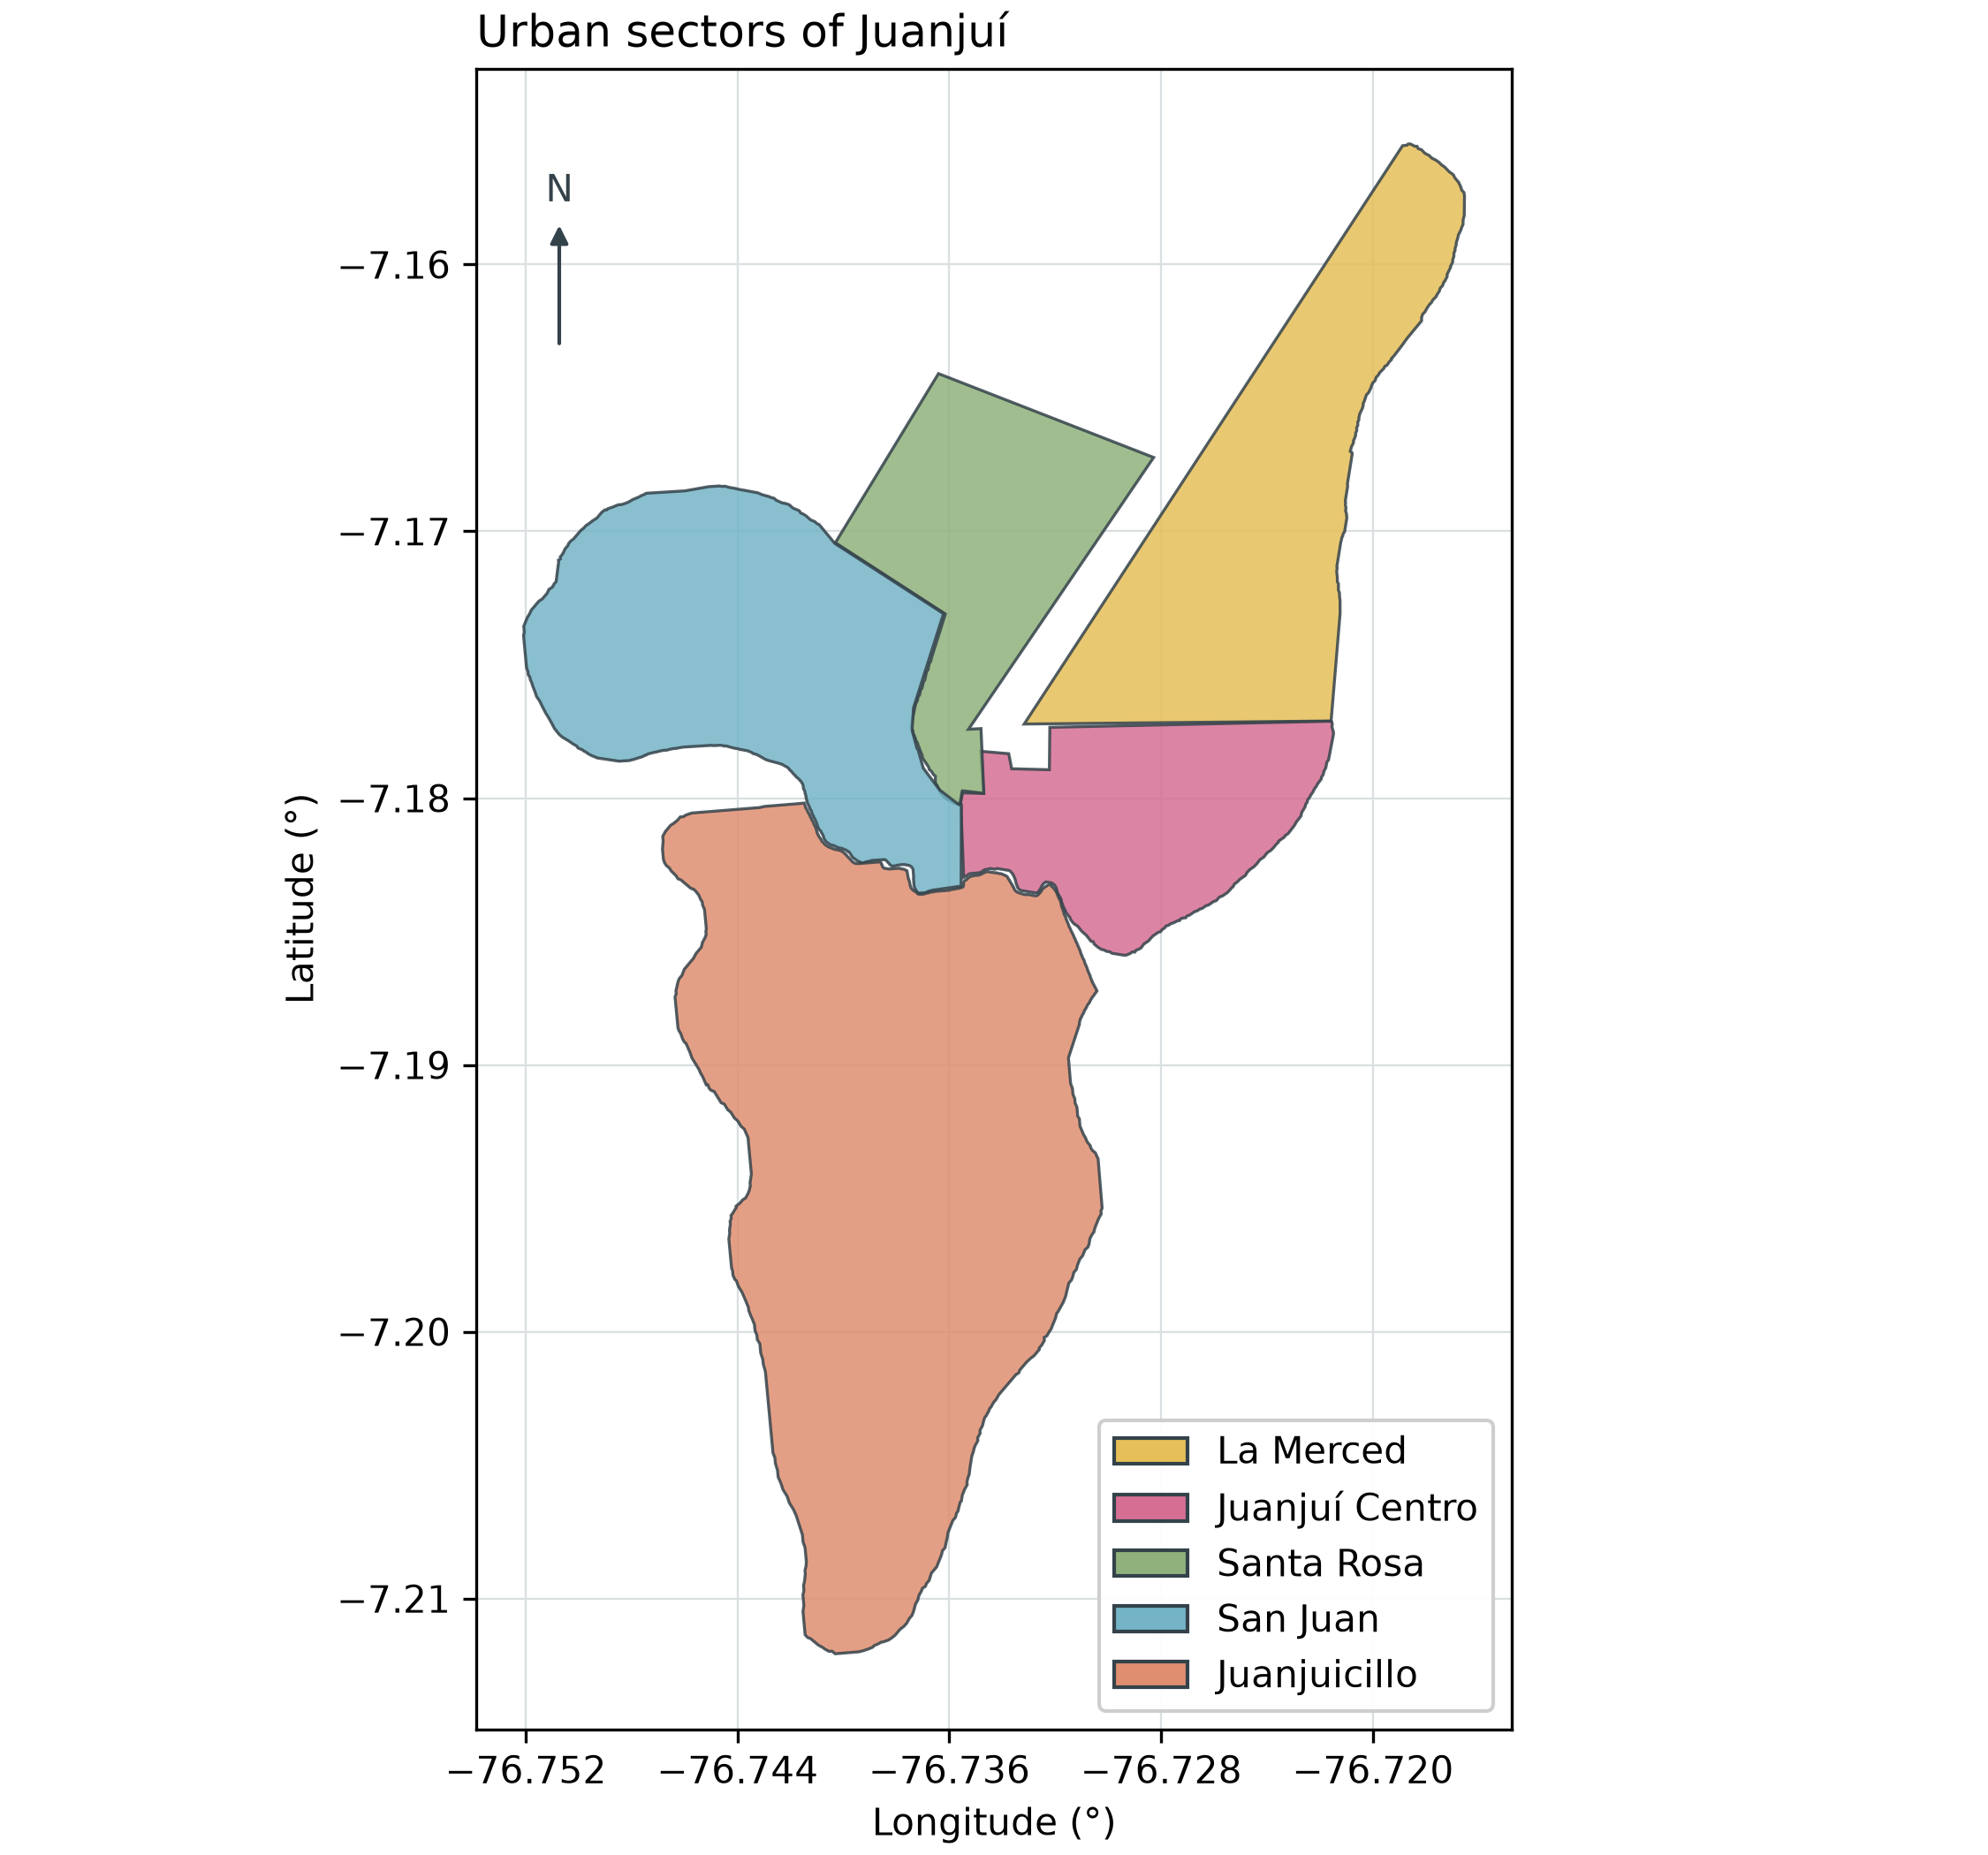 Urban sectors of Juanjuí
N
−7.16
−7.17
−7.18
−7.19
−7.20
−7.21
Latitude (°)
La Merced
Juanjuí Centro
Santa Rosa
San Juan
Juanjuicillo
−76.752 −76.744 −76.736 −76.728 −76.720
Longitude (°)